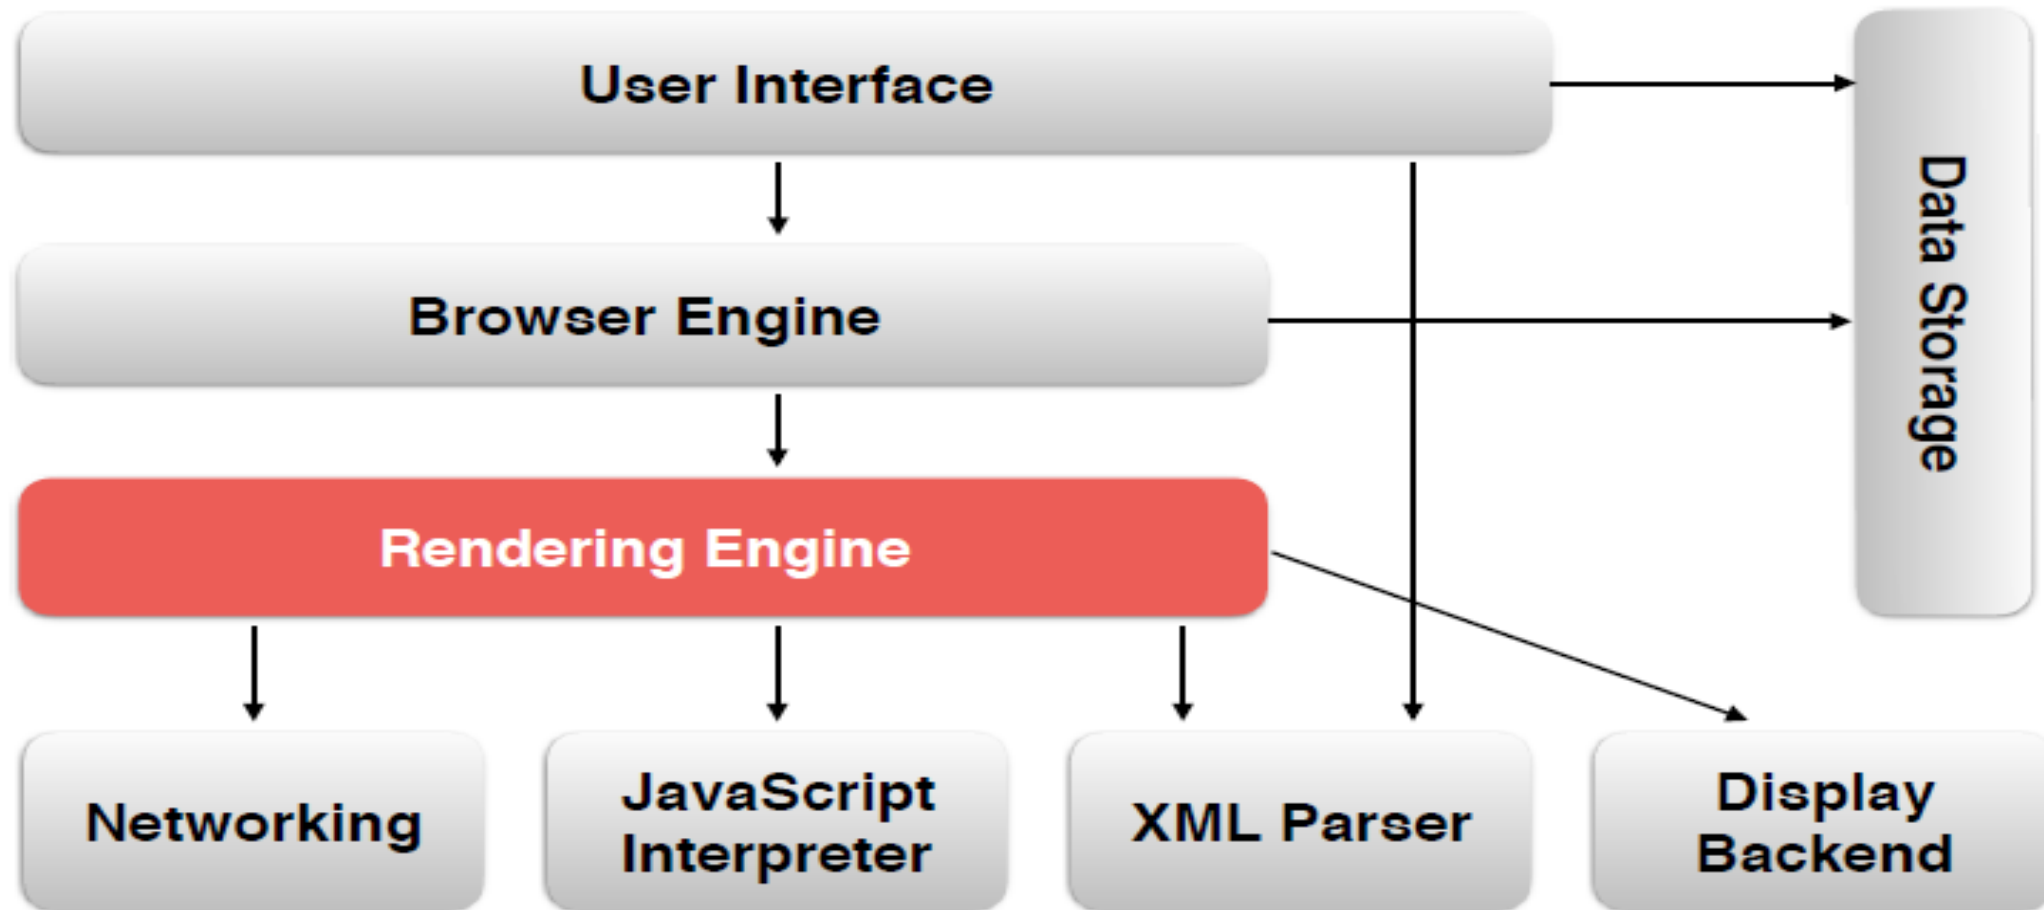 User Interface
Data Storage
Browser Engine
Rendering Engine
Networking
JavaScript
Interpreter
XML Parser
Display
Backend